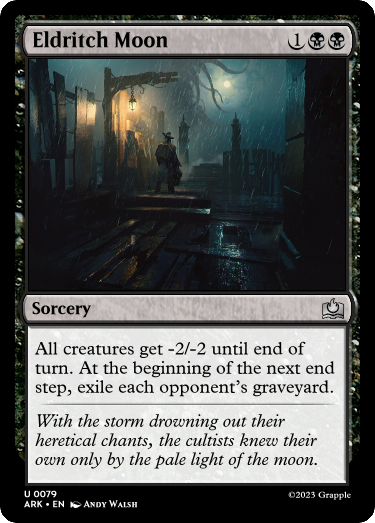 Eldritch Moon 1
Sorcery
All creatures get -2/-2 until end of
turn. At the beginning of the next end
step, exile each opponent's graveyard.
With the storm drowning out their
heretical chants, the cultists knew their
own only by the pale light of the moon.
U 0079
ARK • EN Andy Walsh
©2023 Grapple